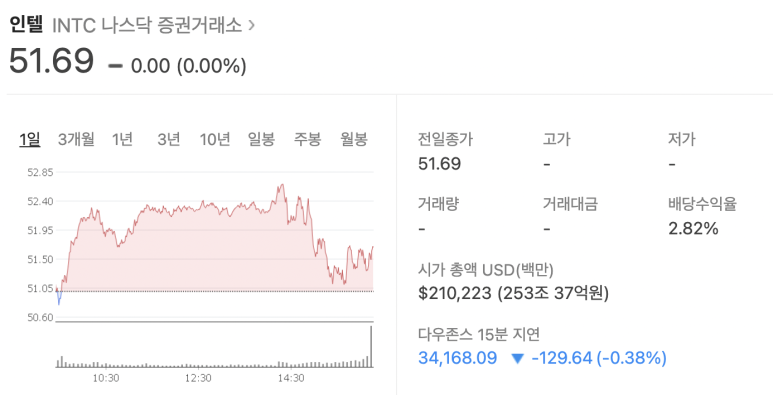 인텔 INTC 나스닥 증권거래소 >
51.69 – 0.00 (0.00%)
1일 3개월 1년 3년 10년 일봉 주봉 월봉
52.85
52.40
51.95
51.50
51.05
50.60
10:30 12:30 14:30
전일종가 고가 저가
51.69 - -
거래량 거래대금 배당수익율
- - 2.82%
시가 총액 USD(백만)
$210,223 (253조 37억원)
다우존스 15분 지연
34,168.09 ▼ -129.64 (-0.38%)